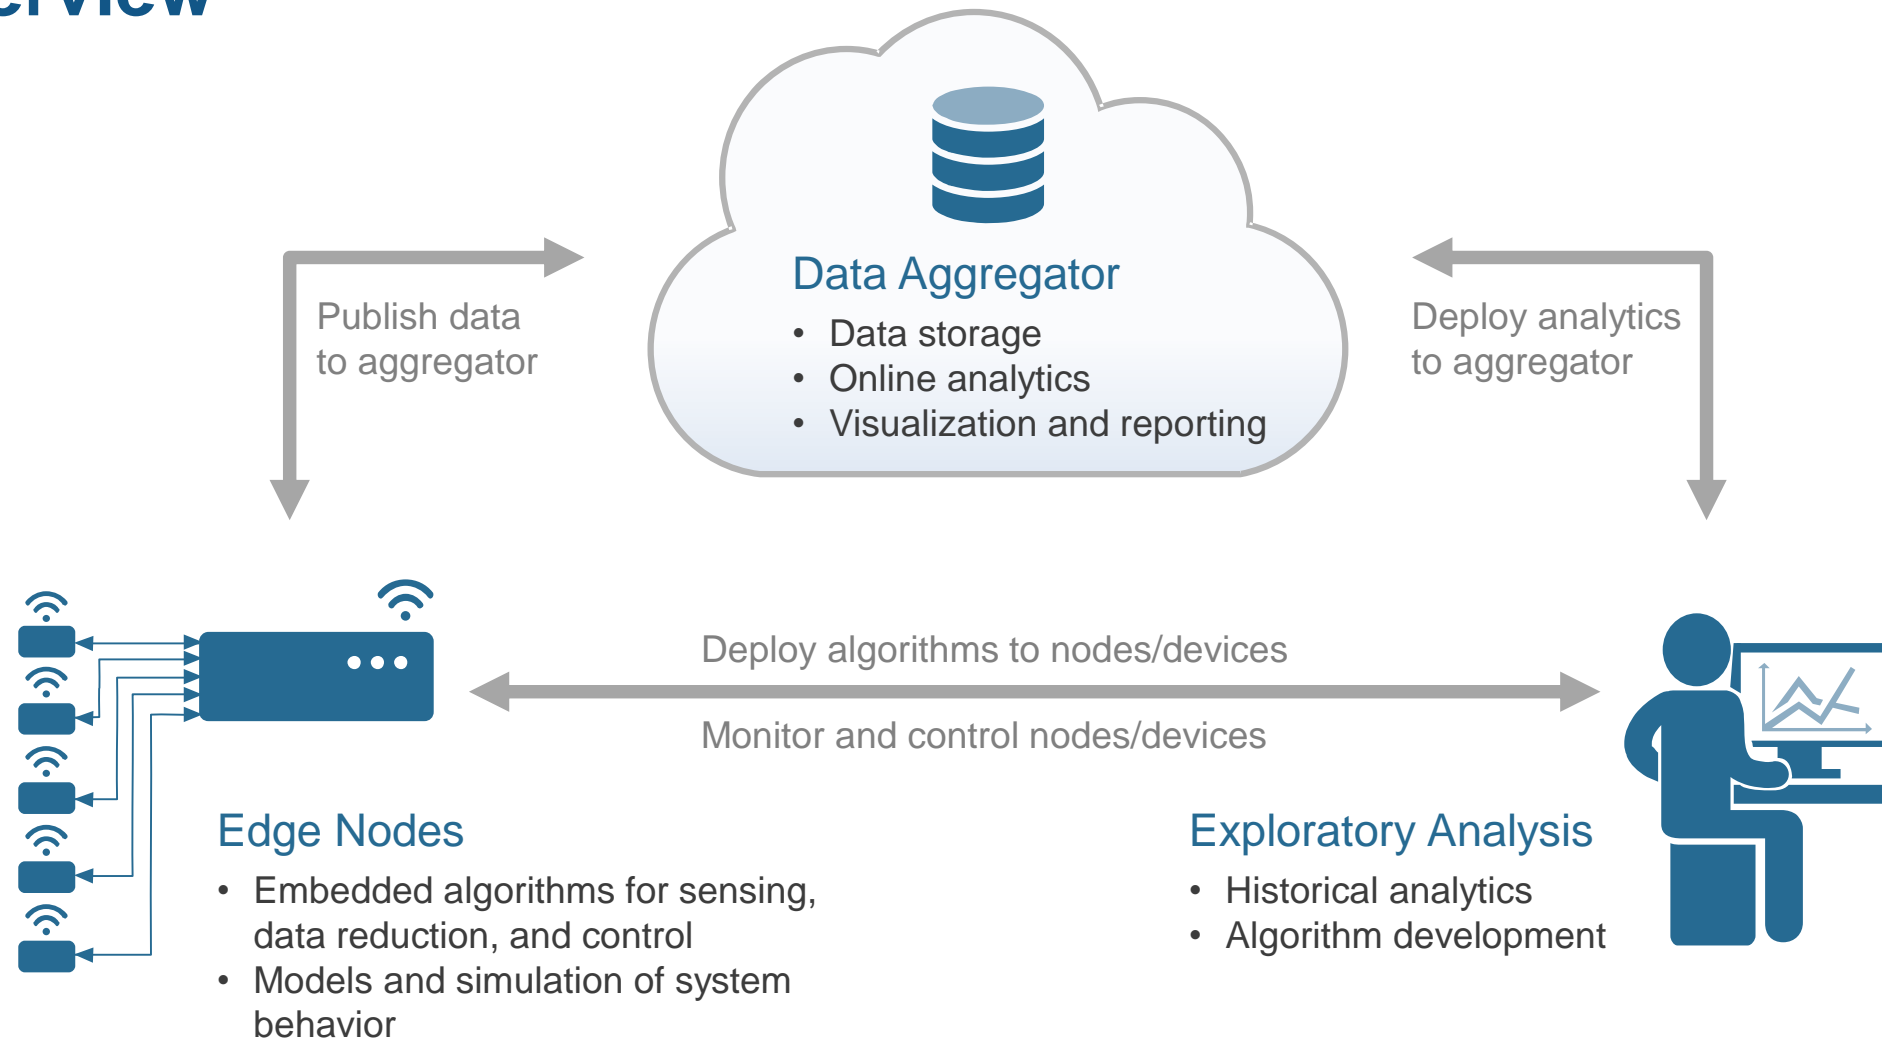 Data Aggregator
• Data storage
• Online analytics
• Visualization and reporting
Publish data
to aggregator
Deploy analytics
to aggregator
Deploy algorithms to nodes/devices
Monitor and control nodes/devices
Edge Nodes
• Embedded algorithms for sensing,
data reduction, and control
• Models and simulation of system
behavior
Exploratory Analysis
• Historical analytics
• Algorithm development